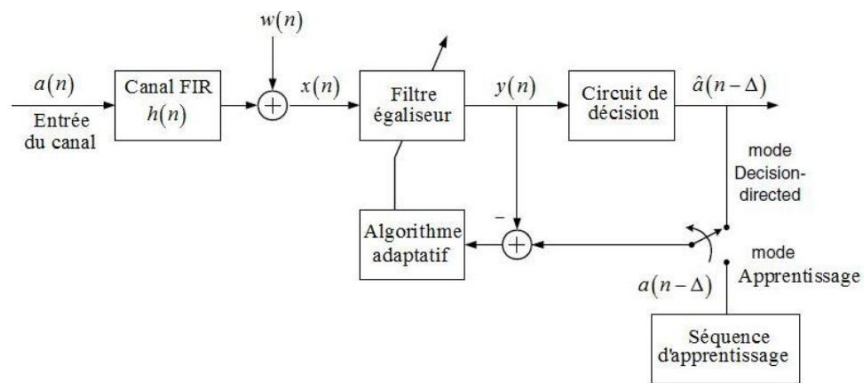 w(n)
a(n)
Entrée
du canal
Canal FIR
h(n)
+
x(n)
Filtre
égaliseur
y(n)
Circuit de
décision
â(n−Δ)
mode
Decision-
directed
−
+
Algorithme
adaptatif
mode
Apprentissage
a(n−Δ)
Séquence
d'apprentissage